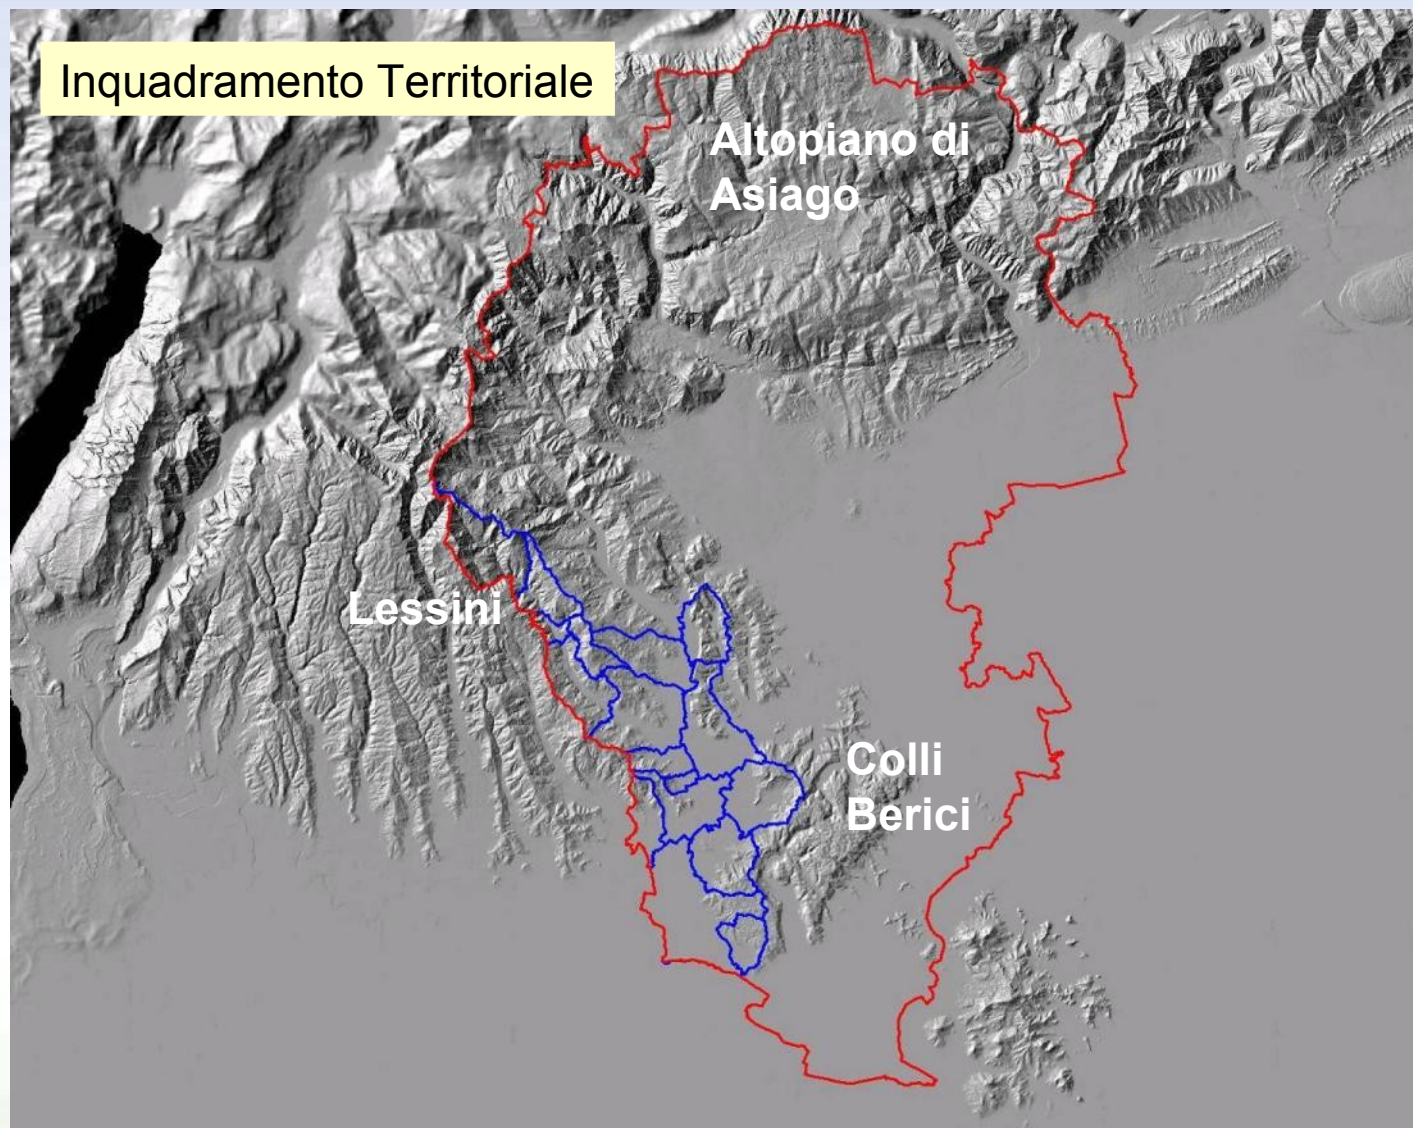 Inquadramento Territoriale
Altopiano di
Asiago
Lessini
Colli
Berici